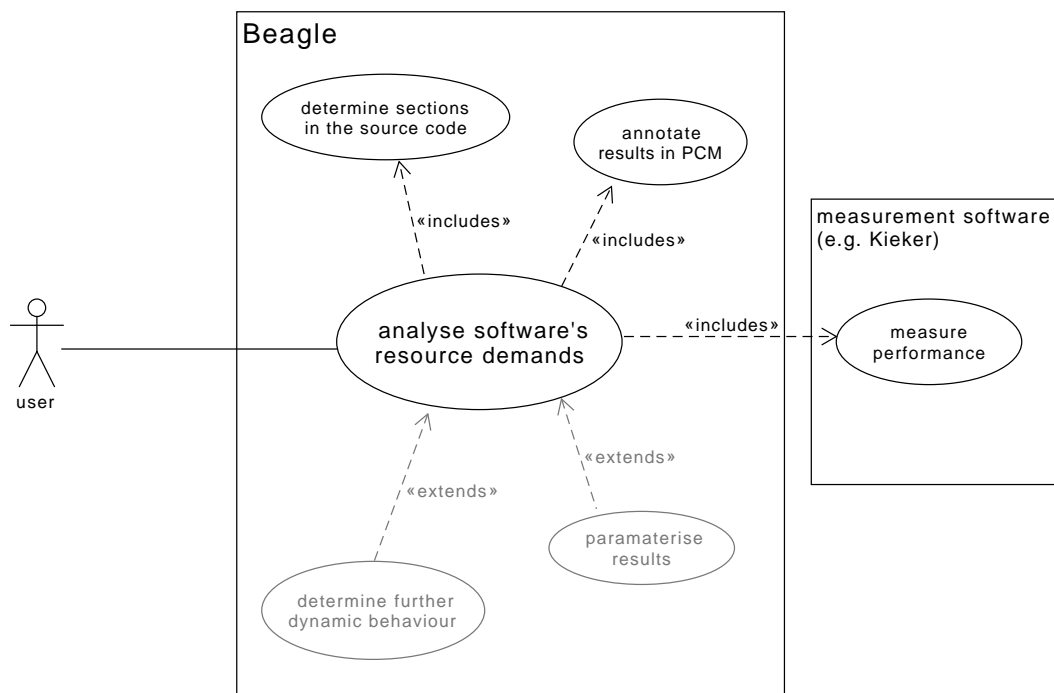 Beagle
determine sections
in the source code
annotate
results in PCM
«includes»
«includes»
measurement software
(e.g. Kieker)
analyse software's
resource demands
«includes»
measure
performance
user
«extends»
«extends»
paramaterise
results
determine further
dynamic behaviour